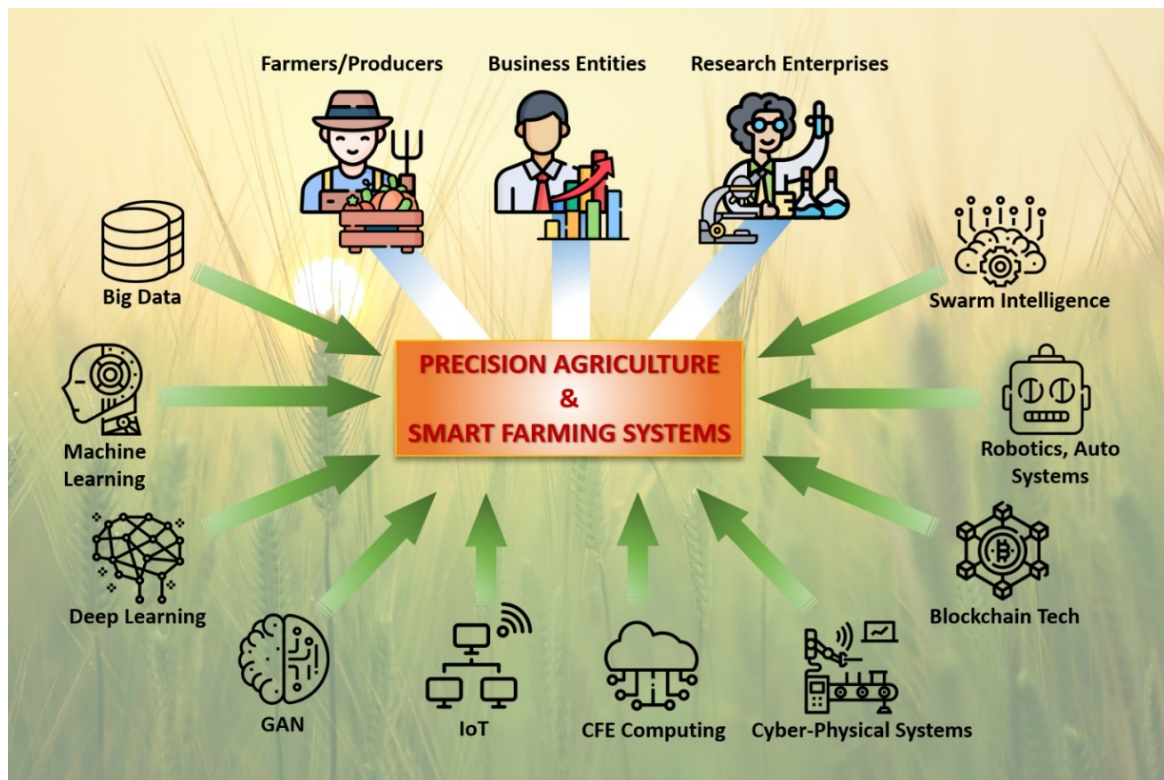 Farmers/Producers
Business Entities
Research Enterprises
Big Data
Swarm Intelligence
PRECISION AGRICULTURE
&
SMART FARMING SYSTEMS
Machine
Learning
Robotics, Auto
Systems
Deep Learning
Blockchain Tech
GAN
IoT
CFE Computing
Cyber-Physical Systems